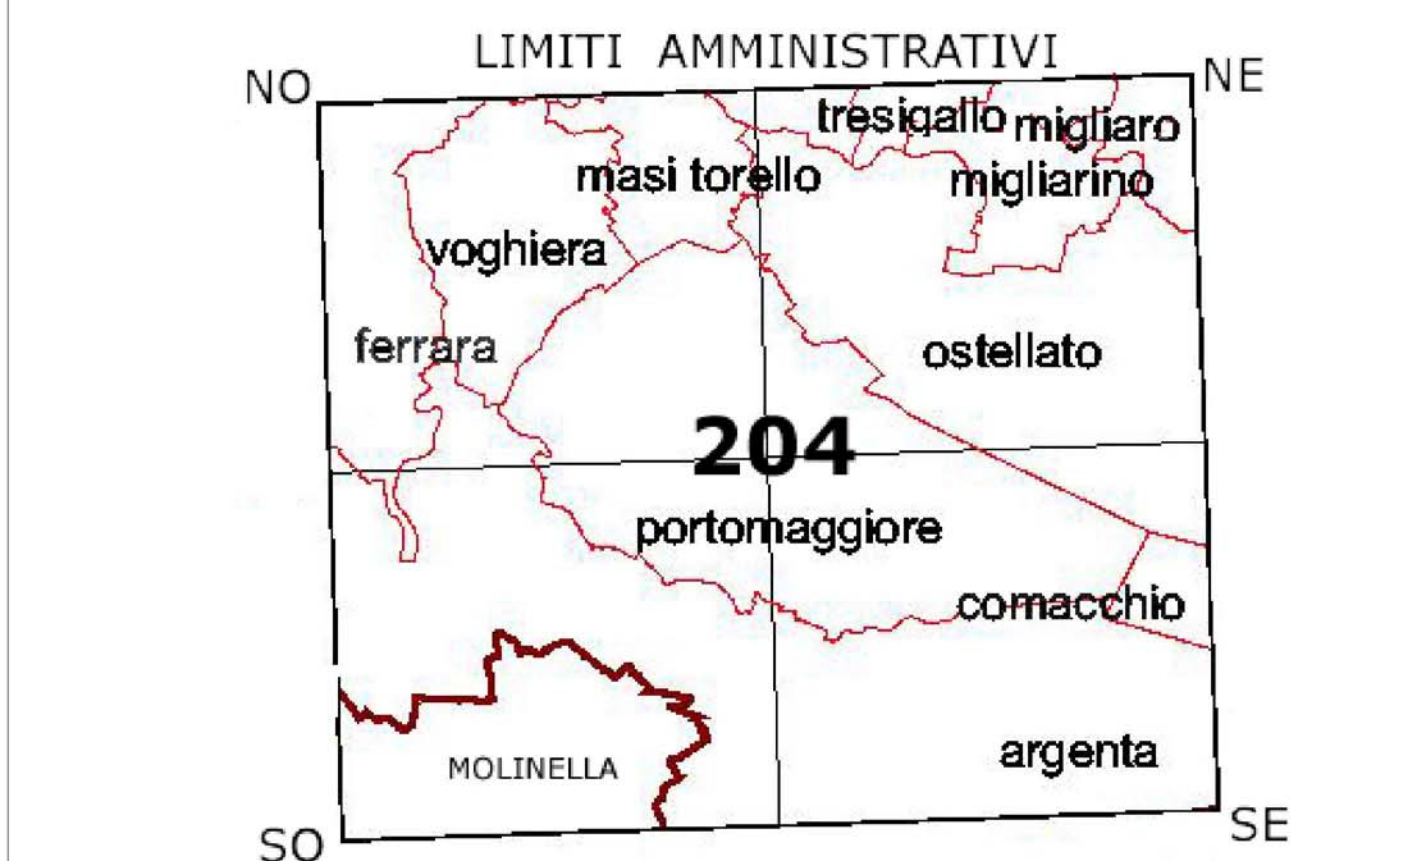 LIMITI AMMINISTRATIVI
NO
NE
tresigallo
migliaro
masi torello
migliarino
voghiera
ferrara
ostellato
204
portomaggiore
comacchio
argenta
MOLINELLA
SO
SE